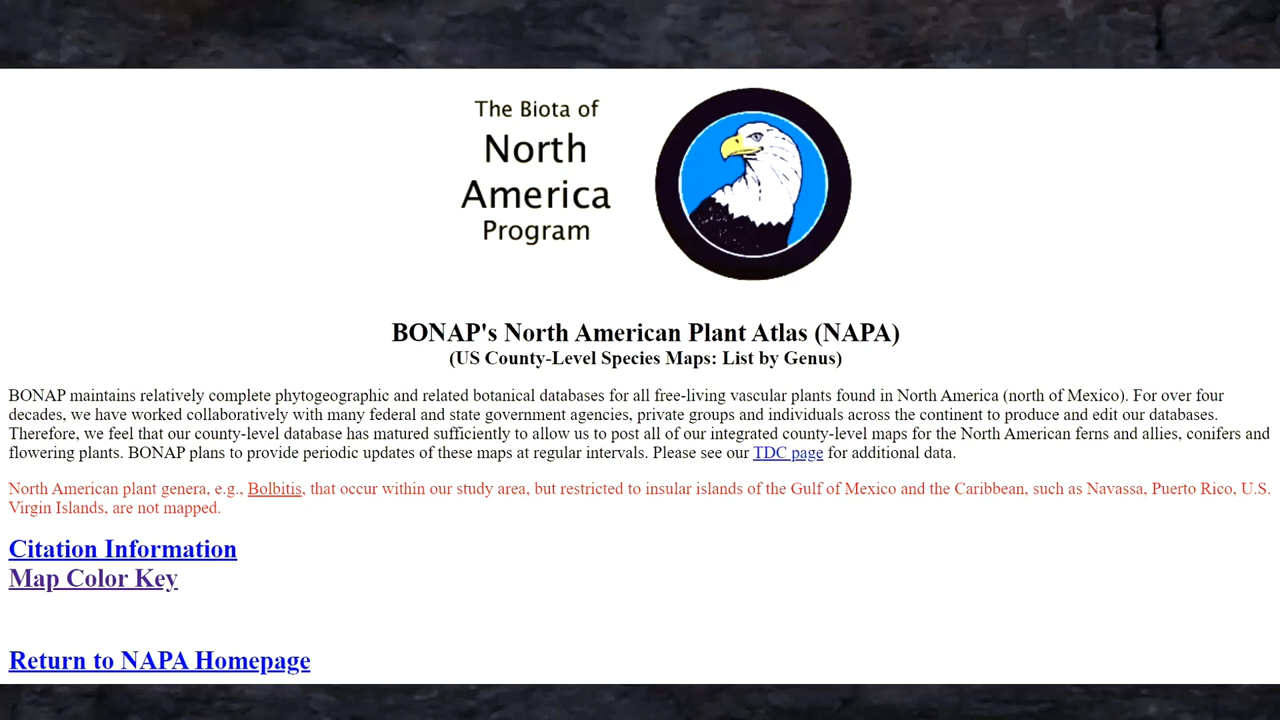 The Biota of
North
America
Program
BONAP's North American Plant Atlas (NAPA)
(US County-Level Species Maps: List by Genus)
BONAP maintains relatively complete phytogeographic and related botanical databases for all free-living vascular plants found in North America (north of Mexico). For over four
decades, we have worked collaboratively with many federal and state government agencies, private groups and individuals across the continent to produce and edit our databases.
Therefore, we feel that our county-level database has matured sufficiently to allow us to post all of our integrated county-level maps for the North American ferns and allies, conifers and
flowering plants. BONAP plans to provide periodic updates of these maps at regular intervals. Please see our TDC page for additional data.
North American plant genera, e.g., Bolbitis, that occur within our study area, but restricted to insular islands of the Gulf of Mexico and the Caribbean, such as Navassa, Puerto Rico, U.S.
Virgin Islands, are not mapped.
Citation Information
Map Color Key
Return to NAPA Homepage